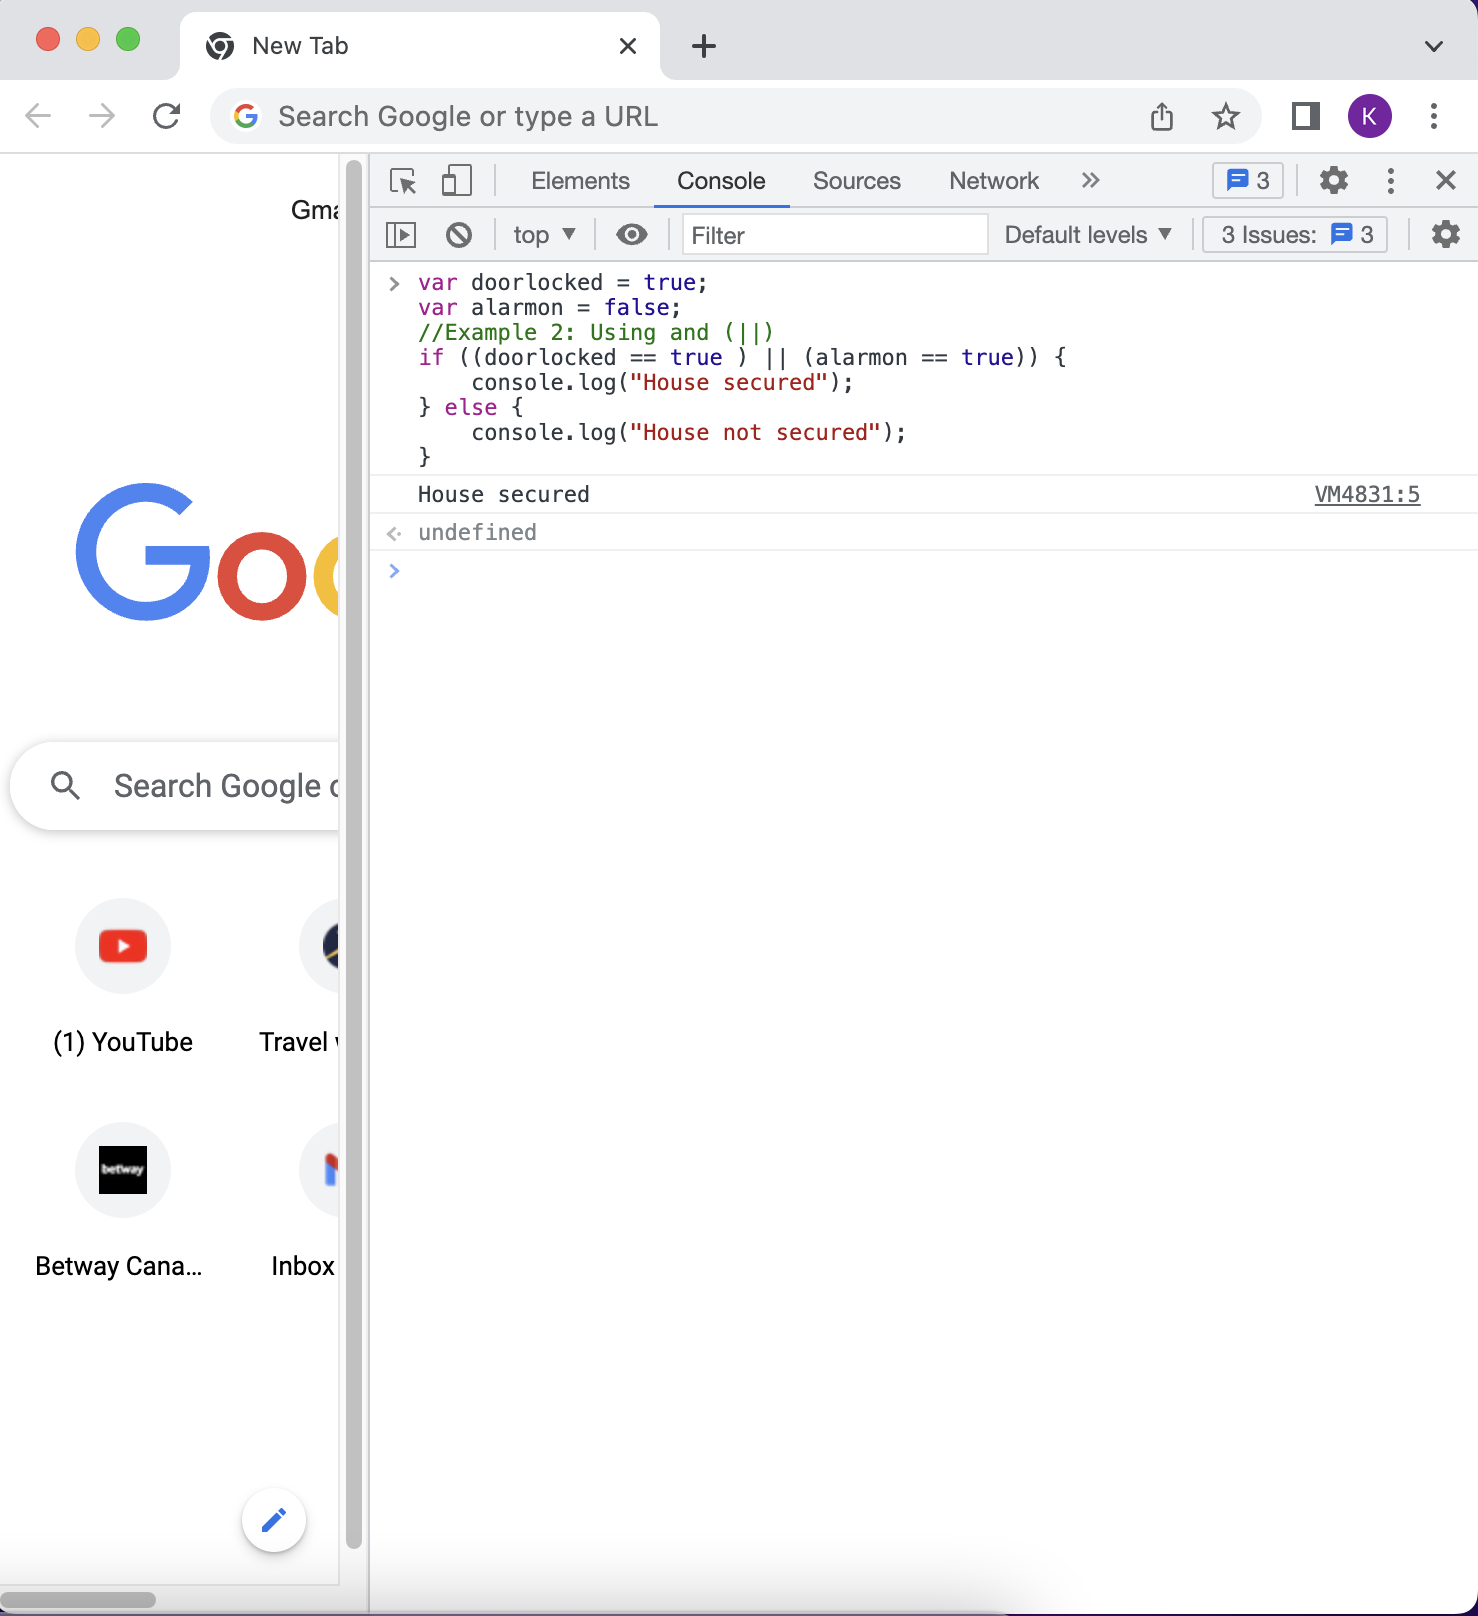 New Tab
Search Google or type a URL
K
Gma
Goo
Search Google o
(1) YouTube
Travel
betway
Betway Cana...
Inbox
Elements Console Sources Network » 3
top ▼ Filter Default levels ▼ 3 Issues: 3
> var doorlocked = true;
var alarmon = false;
//Example 2: Using and (||)
if ((doorlocked == true ) || (alarmon == true)) {
    console.log("House secured");
} else {
    console.log("House not secured");
}
House secured VM4831:5
undefined
>